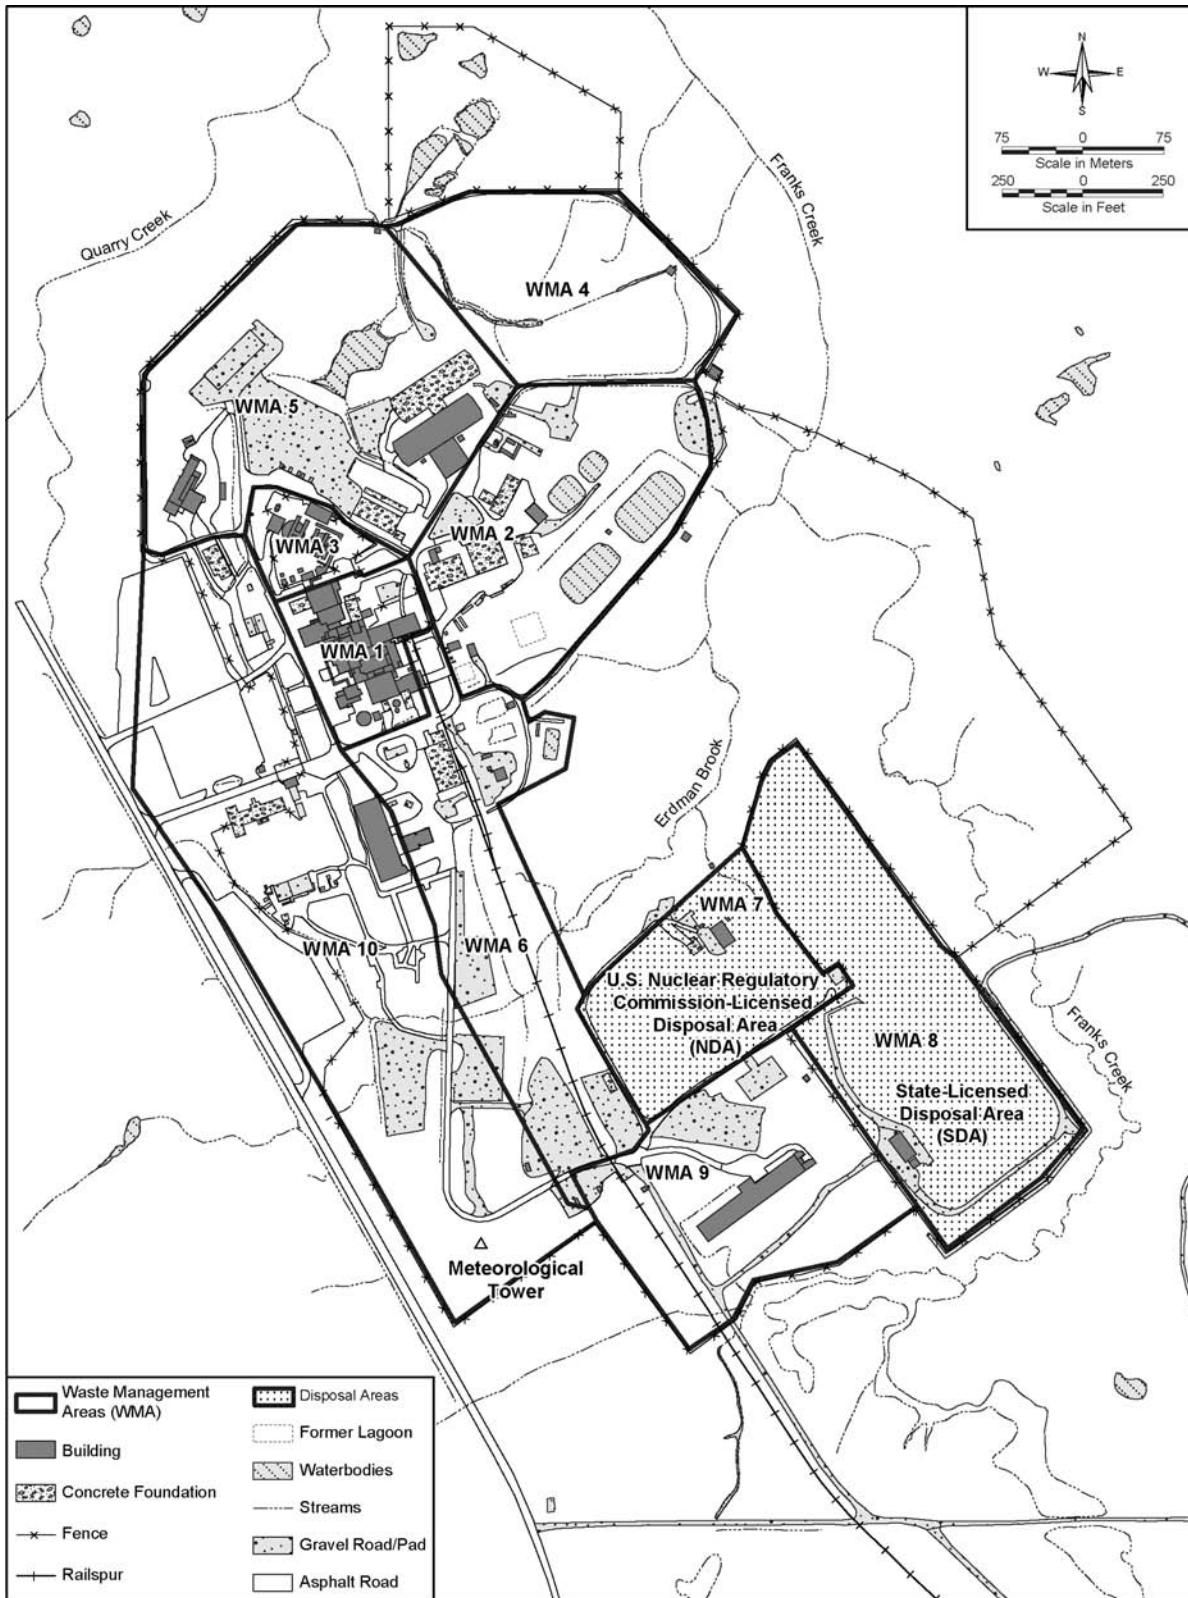 N
W E
S
75 0 75
Scale in Meters
250 0 250
Scale in Feet
Franks Creek
Quarry Creek
WMA 4
WMA 5
WMA 2
WMA 3
WMA 1
Erdman Brook
WMA 7
WMA 10
WMA 6
U.S. Nuclear Regulatory
Commission-Licensed
Disposal Area
(NDA)
WMA 8
Franks Creek
State-Licensed
Disposal Area
(SDA)
WMA 9
Meteorological
Tower
Waste Management
Areas (WMA)
Building
Concrete Foundation
Fence
Railspur
Disposal Areas
Former Lagoon
Waterbodies
Streams
Gravel Road/Pad
Asphalt Road